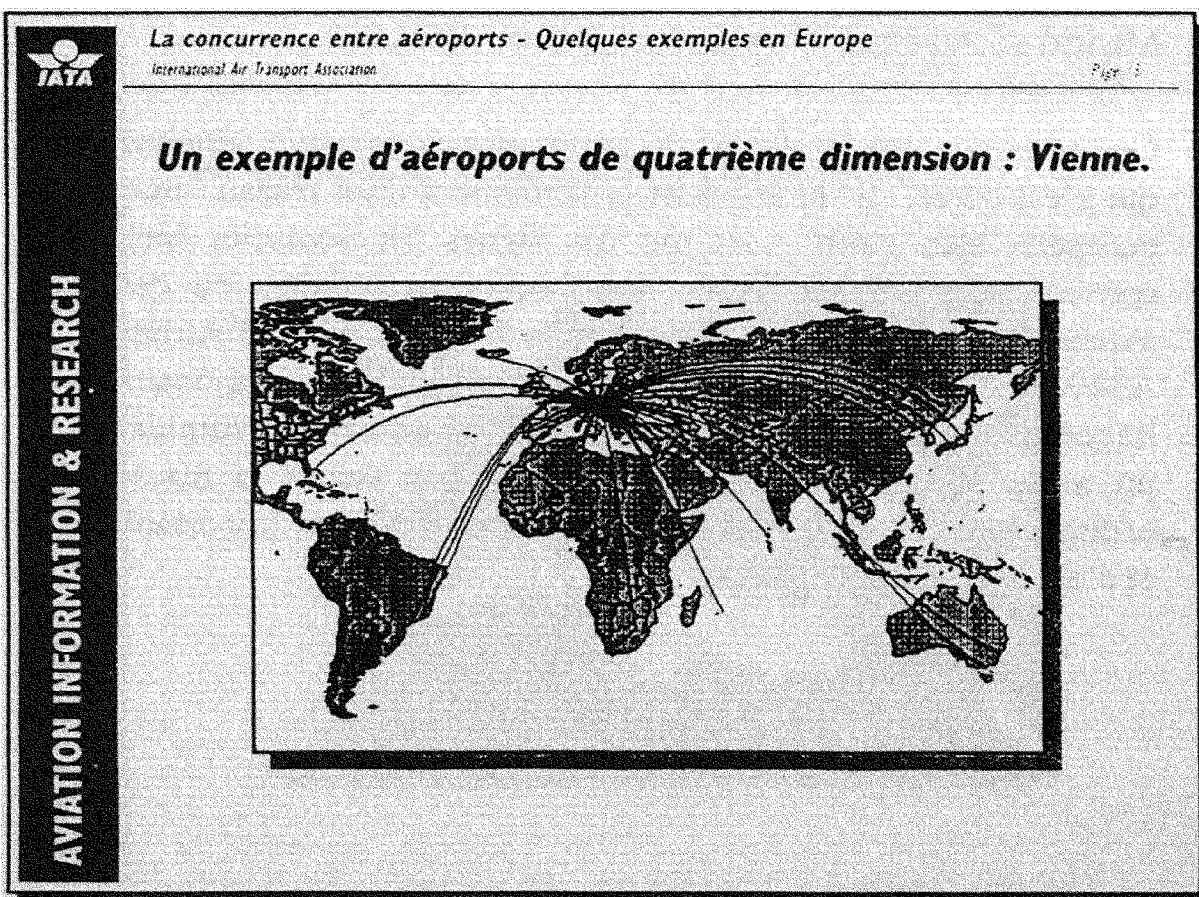 IATA
La concurrence entre aéroports - Quelques exemples en Europe
International Air Transport Association
Page
Un exemple d'aéroports de quatrième dimension : Vienne.
AVIATION INFORMATION & RESEARCH